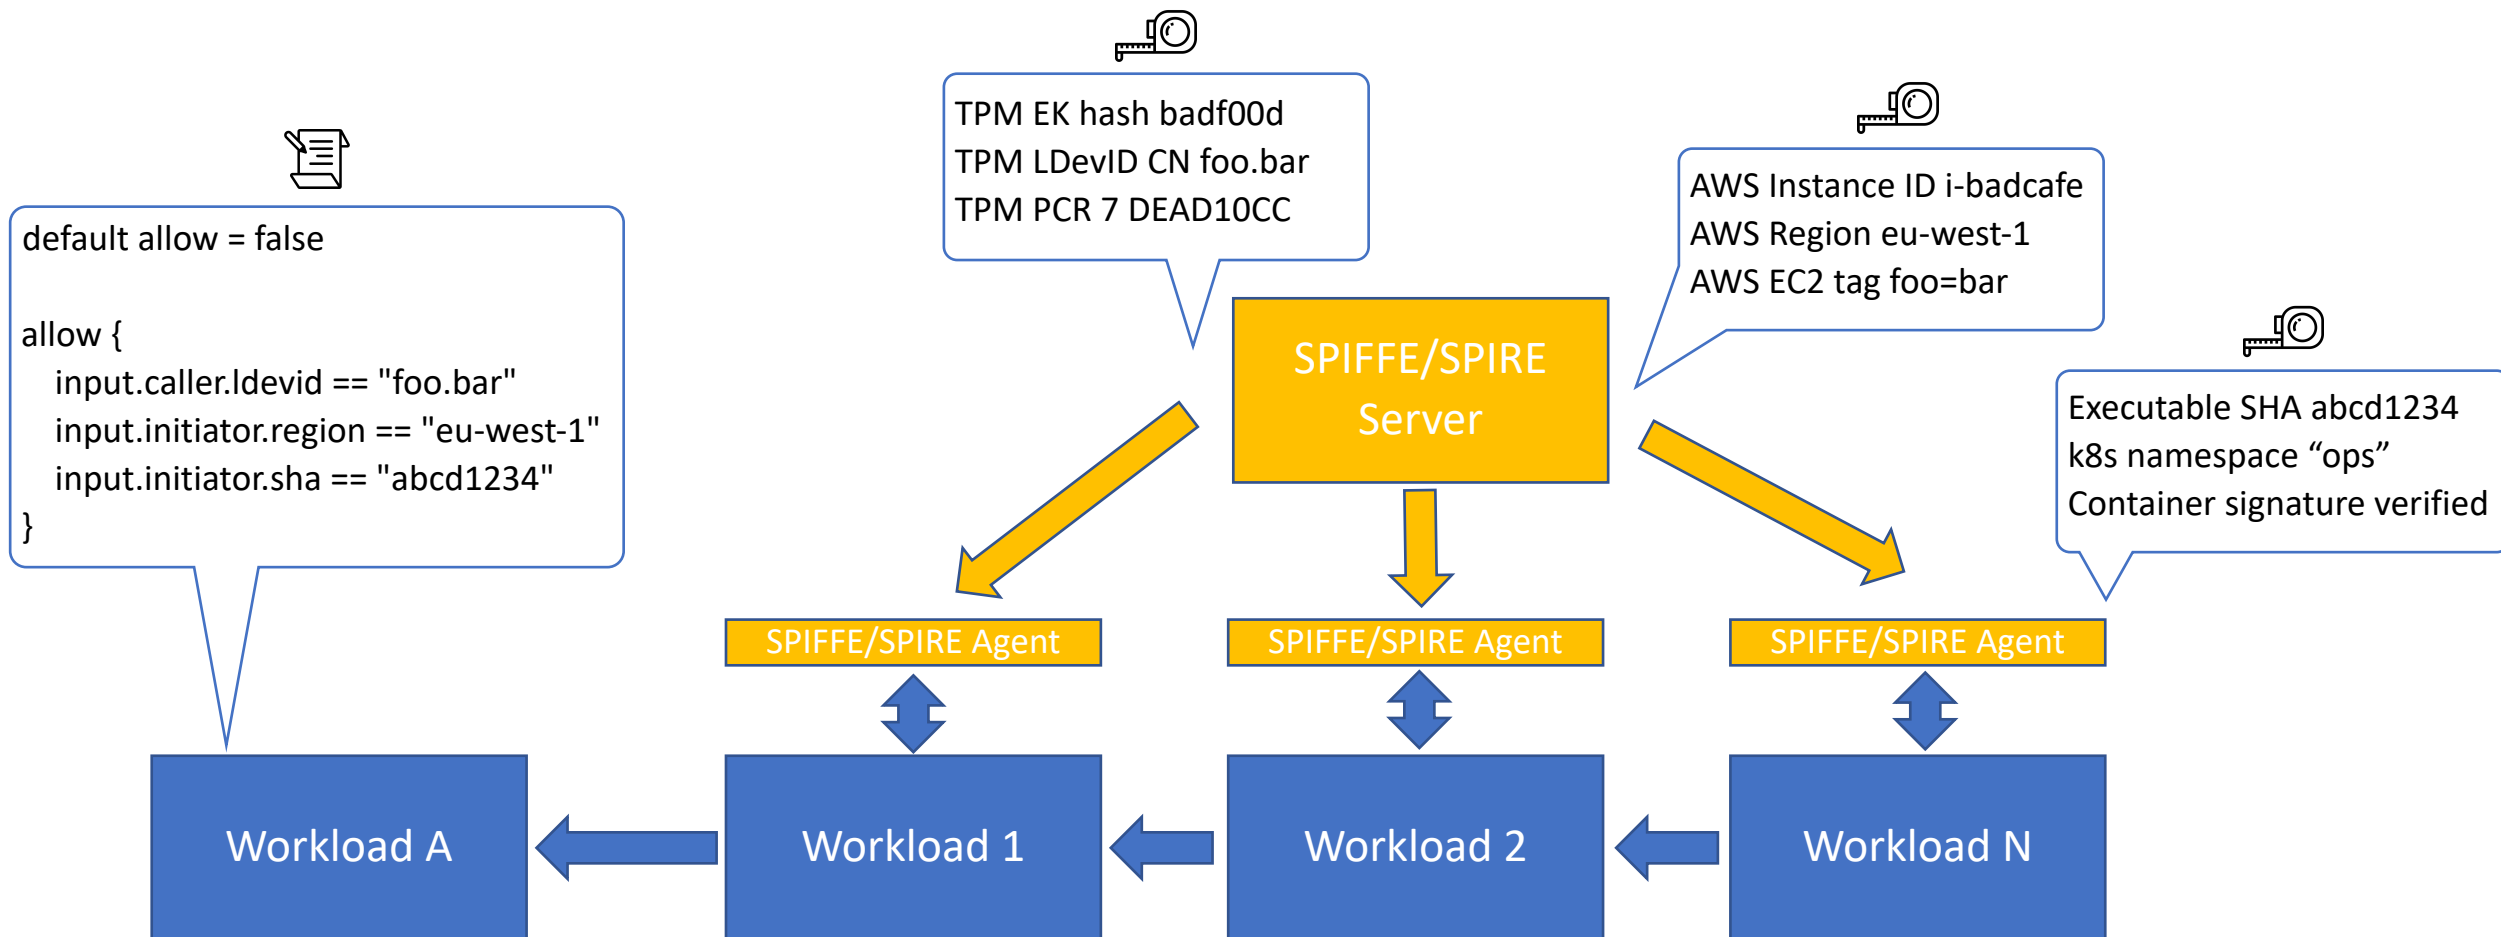 default allow = false
allow {
input.caller.ldevid == "foo.bar"
input.initiator.region == "eu-west-1"
input.initiator.sha == "abcd1234"
}
TPM EK hash badf00d
TPM LDevID CN foo.bar
TPM PCR 7 DEAD10CC
AWS Instance ID i-badcafe
AWS Region eu-west-1
AWS EC2 tag foo=bar
Executable SHA abcd1234
k8s namespace “ops”
Container signature verified
SPIFFE/SPIRE
Server
SPIFFE/SPIRE Agent
SPIFFE/SPIRE Agent
SPIFFE/SPIRE Agent
Workload A
Workload 1
Workload 2
Workload N